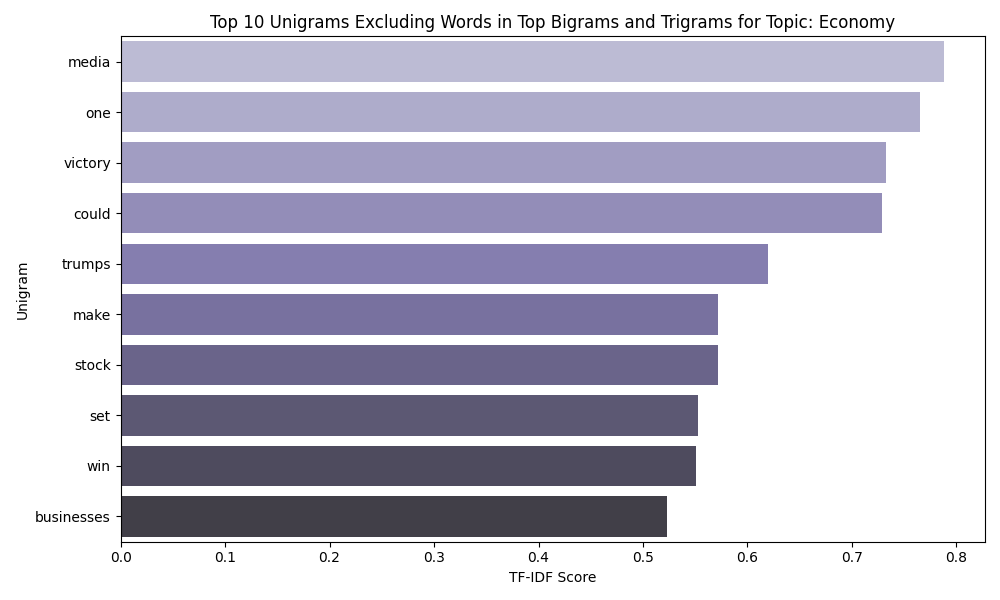 Top 10 Unigrams Excluding Words in Top Bigrams and Trigrams for Topic: Economy
Unigram
media
one
victory
could
trumps
make
stock
set
win
businesses
0.0 0.1 0.2 0.3 0.4 0.5 0.6 0.7 0.8
TF-IDF Score